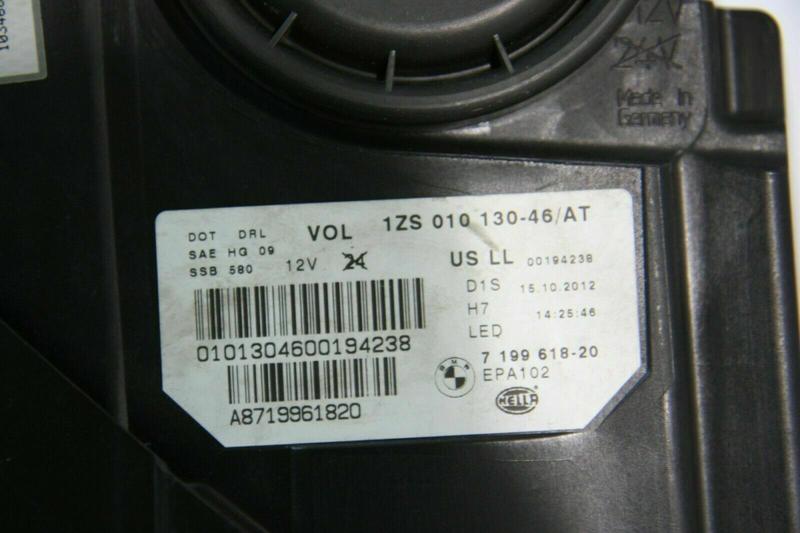 12V
24V
Made in
Germany
DOT DRL VOL 1ZS 010 130-46/AT
SAE HG 09
SSB 580 12V 24
US LL 00194238
D1S 15.10.2012
H7 14:25:46
LED
0101304600194238
7 199 618-20
BMW EPA102
A8719961820
HELLA